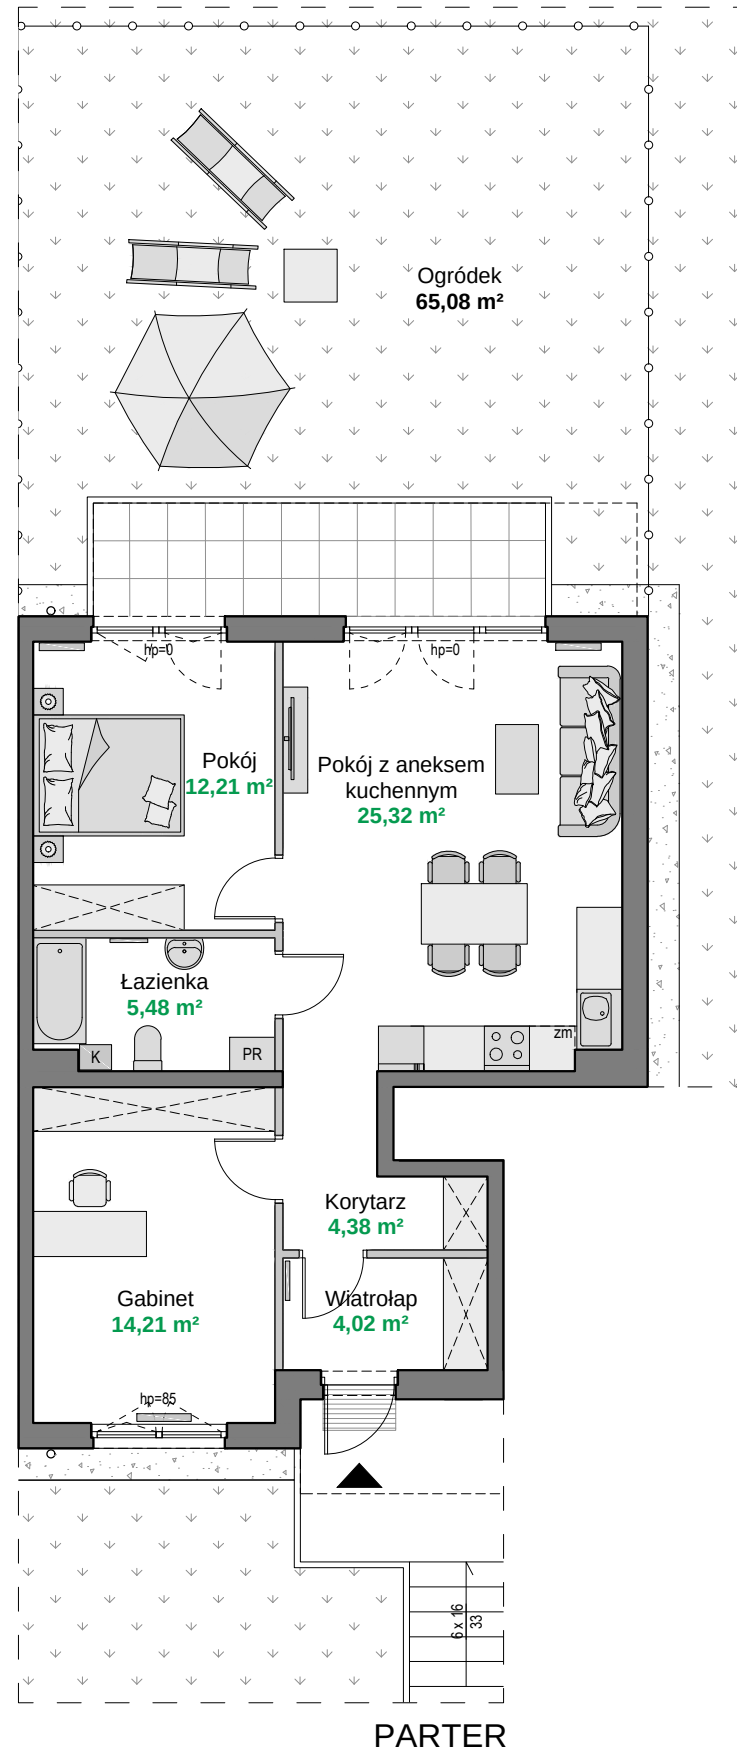 Ogródek
65,08 m²
hp=0
hp=0
Pokój
12,21 m²
Pokój z aneksem
kuchennym
25,32 m²
Łazienka
5,48 m²
zm
K
PR
Korytarz
4,38 m²
Gabinet
14,21 m²
Wiatrołap
4,02 m²
hp=85
6 x 16
33
PARTER